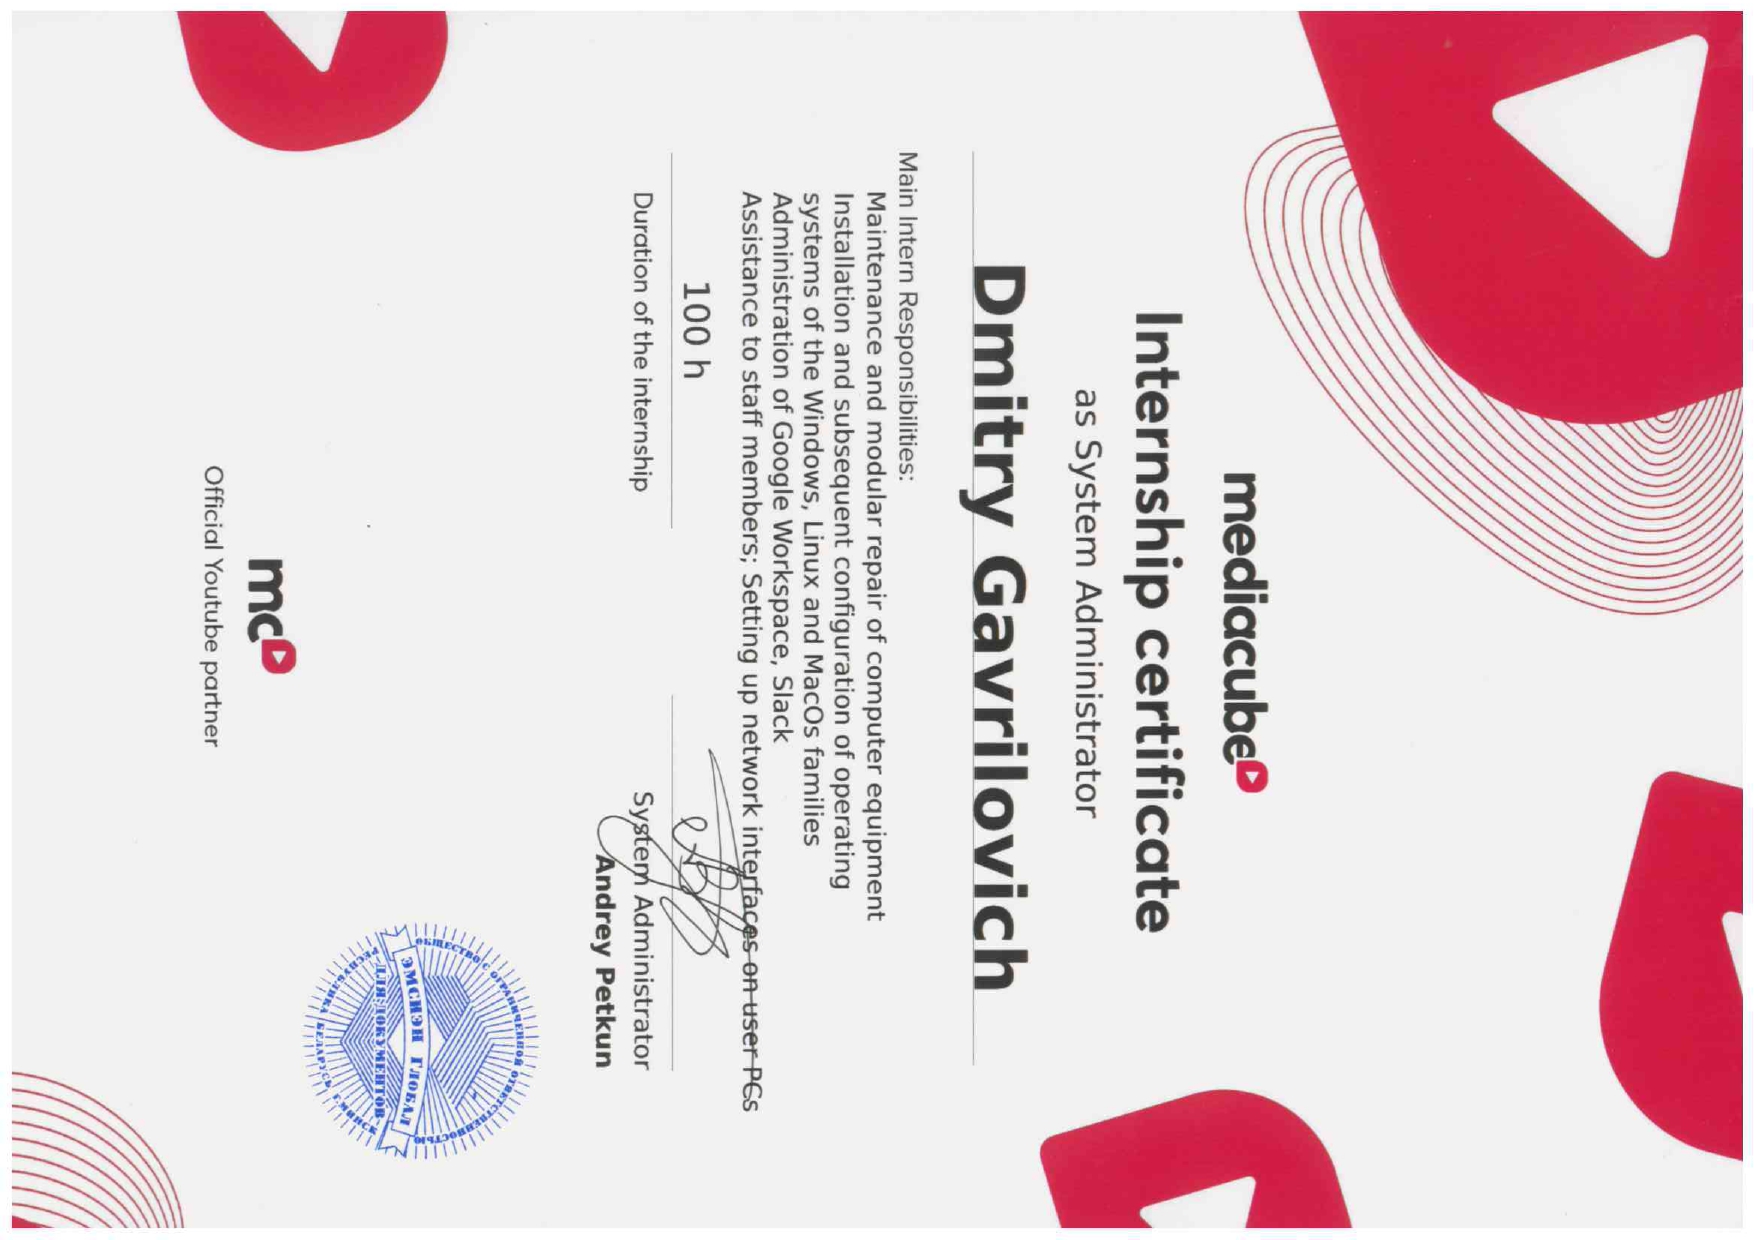 mediacube
Internship certificate
as System Administrator
Dmitry Gavrilovich
Main Intern Responsibilities:
Maintenance and modular repair of computer equipment
Installation and subsequent configuration of operating
systems of the Windows, Linux and MacOs families
Administration of Google Workspace, Slack
Assistance to staff members; Setting up network interfaces on user PCs
100 h
Duration of the internship
System Administrator
Andrey Petkun
ОБЩЕСТВО С ОГРАНИЧЕННОЙ ОТВЕТСТВЕННОСТЬЮ
ЭМСИЭН ГЛОБАЛ
ДЛЯ ДОКУМЕНТОВ
РЕСПУБЛИКА БЕЛАРУСЬ Г.МИНСК
mc
Official Youtube partner